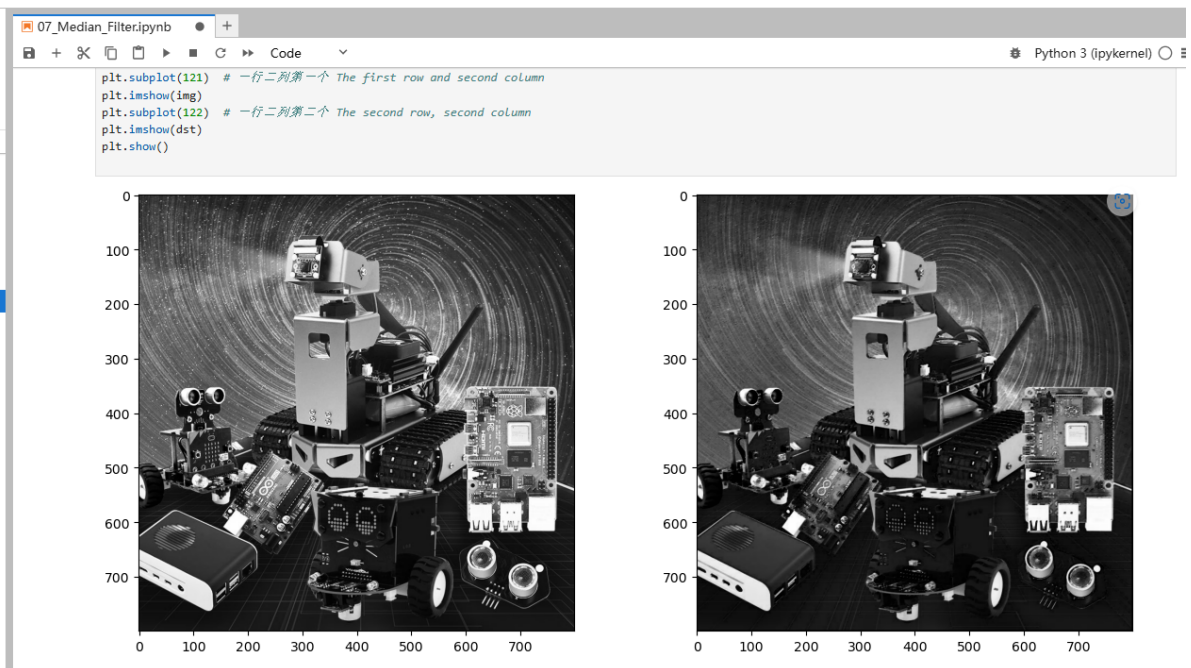 07_Median_Filter.ipynb
Code
Python 3 (ipykernel)
plt.subplot(121)  # 一行二列第一个 The first row and second column
plt.imshow(img)
plt.subplot(122)  # 一行二列第二个 The second row, second column
plt.imshow(dst)
plt.show()
0
100
200
300
400
500
600
700
0 100 200 300 400 500 600 700
0
100
200
300
400
500
600
700
0 100 200 300 400 500 600 700